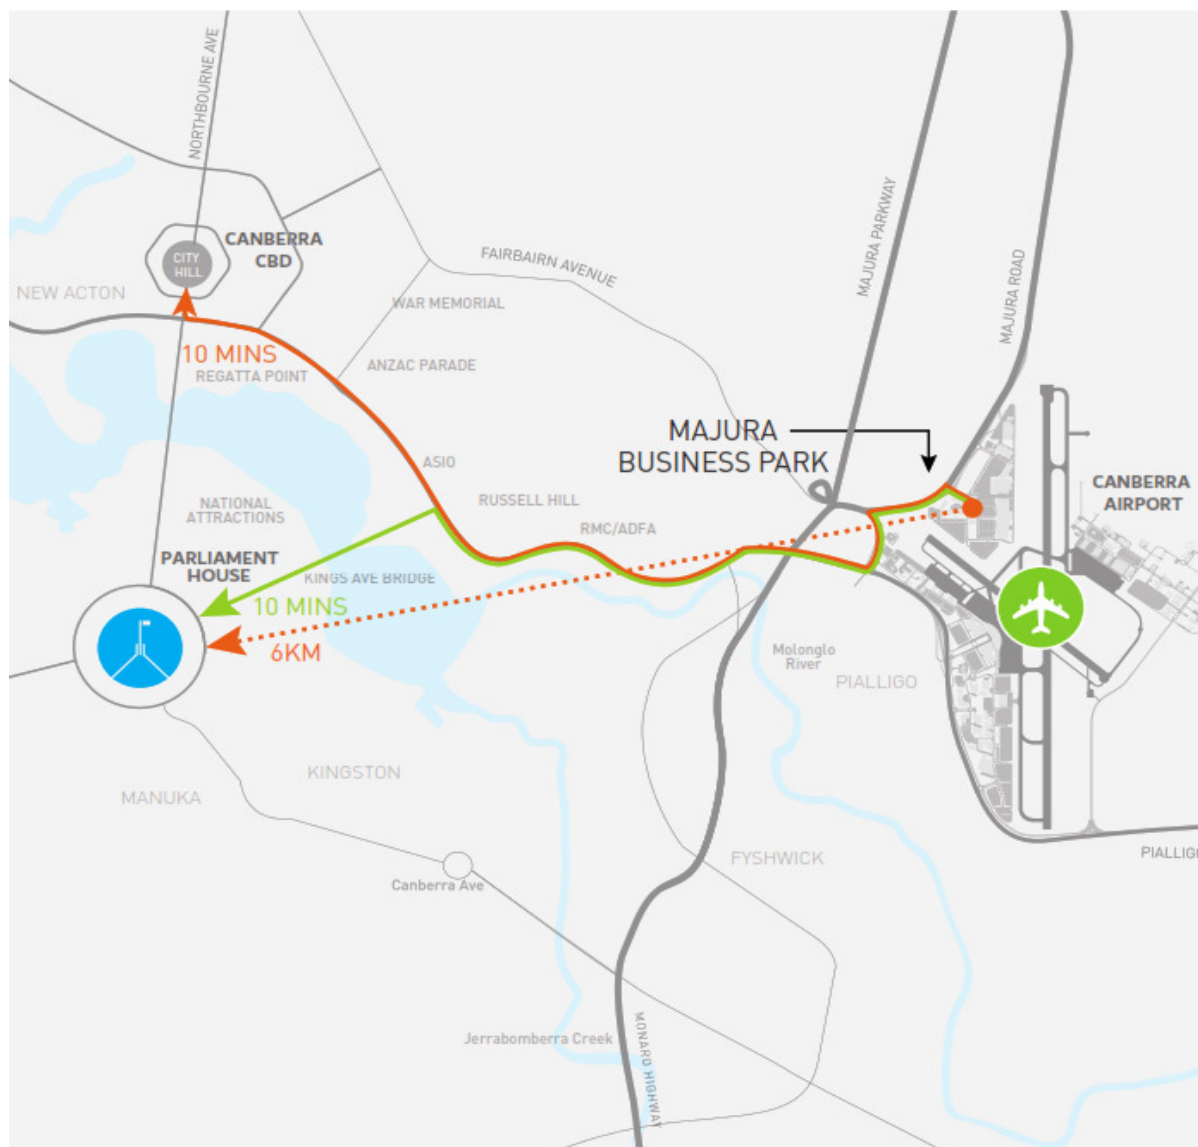 NORTHBOURNE AVE
CANBERRA
CBD
CITY
HILL
NEW ACTON
FAIRBAIRN AVENUE
MAJURA PARKWAY
MAJURA ROAD
WAR MEMORIAL
10 MINS
REGATTA POINT
ANZAC PARADE
MAJURA
BUSINESS PARK
ASIO
CANBERRA
AIRPORT
RUSSELL HILL
NATIONAL
ATTRACTIONS
RMC/ADFA
PARLIAMENT
HOUSE
KINGS AVE BRIDGE
10 MINS
6KM
Molonglo
River
PIALLIGO
KINGSTON
MANUKA
FYSHWICK
PIALLIGO
Canberra Ave
Jerrabomberra Creek
MONARO HIGHWAY